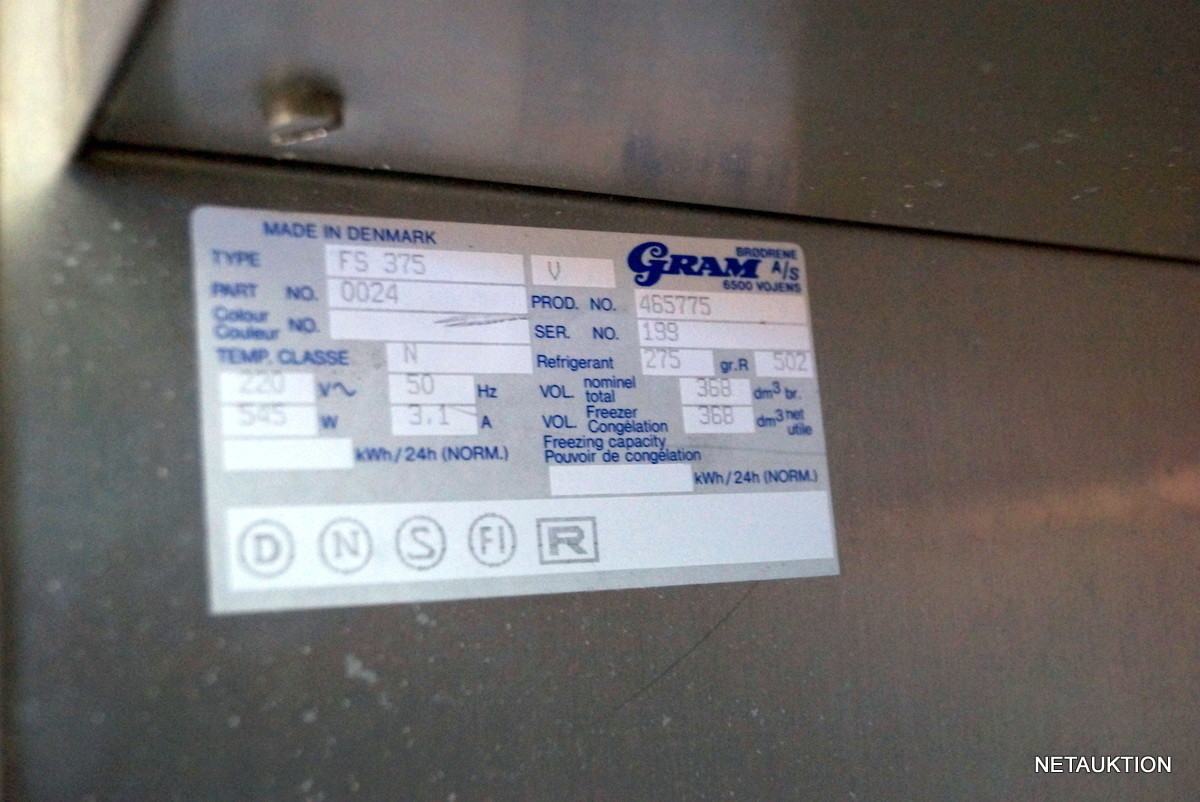 MADE IN DENMARK
BRØDRENE
GRAM A/S
6500 VOJENS
TYPE FS 375 V
PART NO. 0024
PROD. NO. 465775
Colour
Couleur NO.
SER. NO. 199
TEMP. CLASSE N
Refrigerant 275 gr.R 502
220 V~ 50 Hz
VOL. nominel total 368 dm3 br.
545 W 3,1 A
VOL. Freezer Congélation 368 dm3 net utile
kWh/24h (NORM.)
Freezing capacity
Pouvoir de congélation
kWh/24h (NORM.)
D N S FI R
NETAUKTION